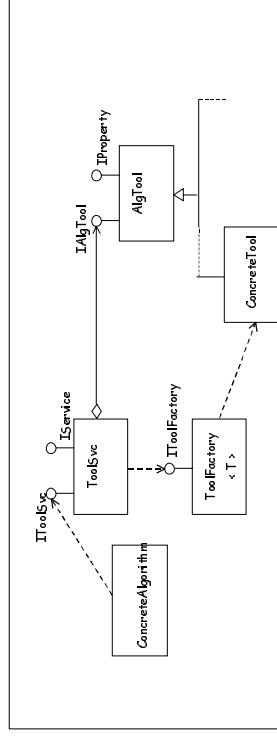 IToolSvc
IService
ToolSvc
ConcreteAlgorithm
IToolFactory
ToolFactory
< T >
IAlgTool
IProperty
AlgTool
ConcreteTool